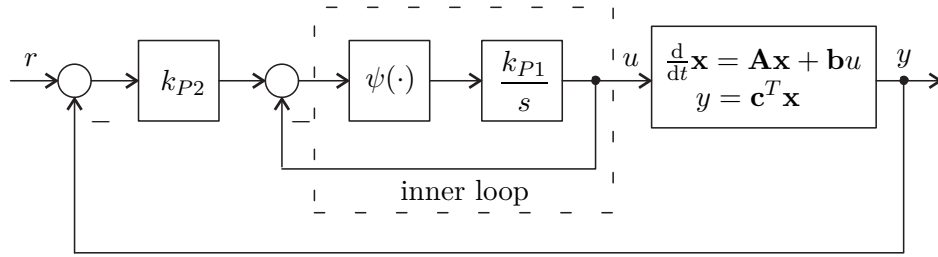 r
−
k_{P2}
−
ψ(·)
k_{P1}
s
u
d/dt x = Ax + bu
y = c^T x
y
inner loop